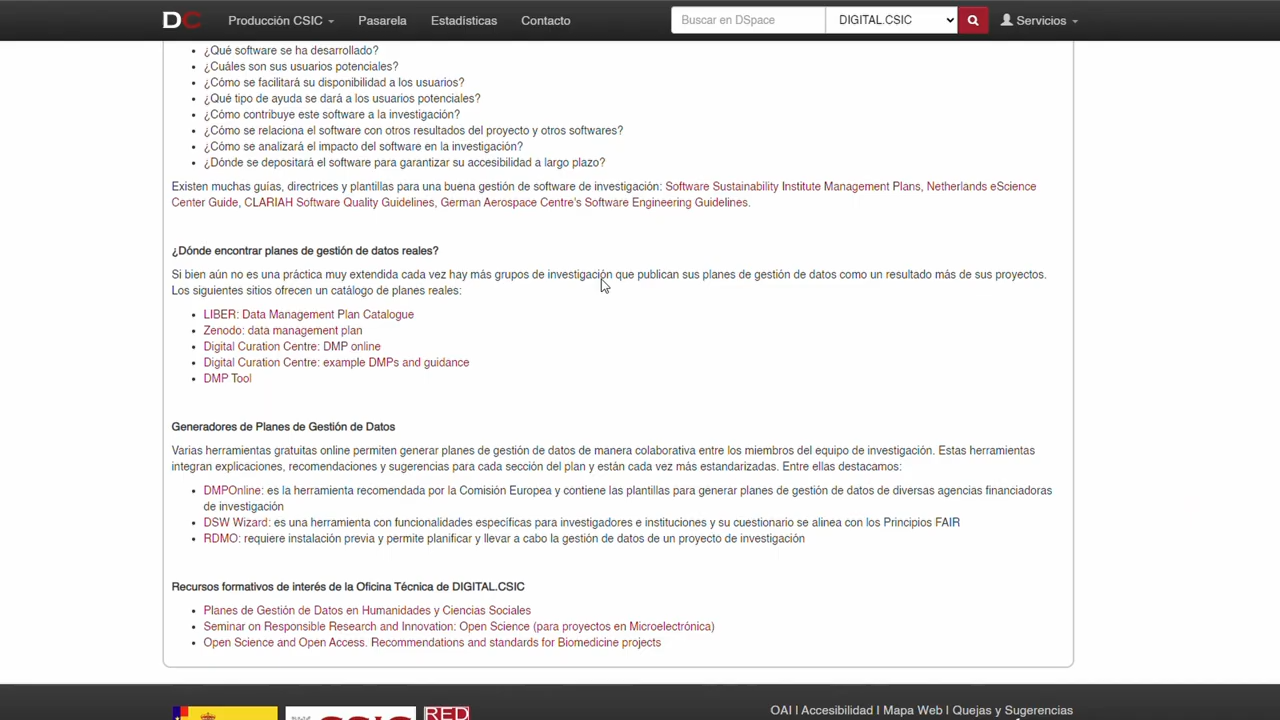 DC Producción CSIC Pasarela Estadísticas Contacto Buscar en DSpace DIGITAL.CSIC Servicios
¿Qué software se ha desarrollado?
¿Cuáles son sus usuarios potenciales?
¿Cómo se facilitará su disponibilidad a los usuarios?
¿Qué tipo de ayuda se dará a los usuarios potenciales?
¿Cómo contribuye este software a la investigación?
¿Cómo se relaciona el software con otros resultados del proyecto y otros softwares?
¿Cómo se analizará el impacto del software en la investigación?
¿Dónde se depositará el software para garantizar su accesibilidad a largo plazo?
Existen muchas guías, directrices y plantillas para una buena gestión de software de investigación: Software Sustainability Institute Management Plans, Netherlands eScience
Center Guide, CLARIAH Software Quality Guidelines, German Aerospace Centre's Software Engineering Guidelines.
¿Dónde encontrar planes de gestión de datos reales?
Si bien aún no es una práctica muy extendida cada vez hay más grupos de investigación que publican sus planes de gestión de datos como un resultado más de sus proyectos.
Los siguientes sitios ofrecen un catálogo de planes reales:
LIBER: Data Management Plan Catalogue
Zenodo: data management plan
Digital Curation Centre: DMP online
Digital Curation Centre: example DMPs and guidance
DMP Tool
Generadores de Planes de Gestión de Datos
Varias herramientas gratuitas online permiten generar planes de gestión de datos de manera colaborativa entre los miembros del equipo de investigación. Estas herramientas
integran explicaciones, recomendaciones y sugerencias para cada sección del plan y están cada vez más estandarizadas. Entre ellas destacamos:
DMPOnline: es la herramienta recomendada por la Comisión Europea y contiene las plantillas para generar planes de gestión de datos de diversas agencias financiadoras
de investigación
DSW Wizard: es una herramienta con funcionalidades específicas para investigadores e instituciones y su cuestionario se alinea con los Principios FAIR
RDMO: requiere instalación previa y permite planificar y llevar a cabo la gestión de datos de un proyecto de investigación
Recursos formativos de interés de la Oficina Técnica de DIGITAL.CSIC
Planes de Gestión de Datos en Humanidades y Ciencias Sociales
Seminar on Responsible Research and Innovation: Open Science (para proyectos en Microelectrónica)
Open Science and Open Access. Recommendations and standards for Biomedicine projects
CSIC RED OAI | Accesibilidad | Mapa Web | Quejas y Sugerencias